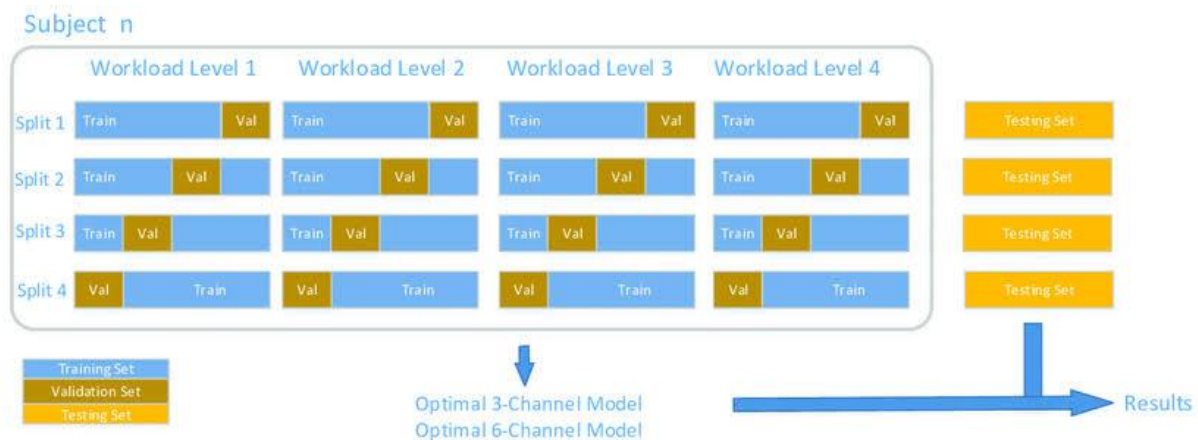 Subject n
Workload Level 1 Workload Level 2 Workload Level 3 Workload Level 4
Split 1 Train Val Train Val Train Val Train Val Testing Set
Split 2 Train Val Train Val Train Val Train Val Testing Set
Split 3 Train Val Train Val Train Val Train Val Testing Set
Split 4 Val Train Val Train Val Train Val Train Testing Set
Training Set
Validation Set
Testing Set
Optimal 3-Channel Model
Optimal 6-Channel Model
Results